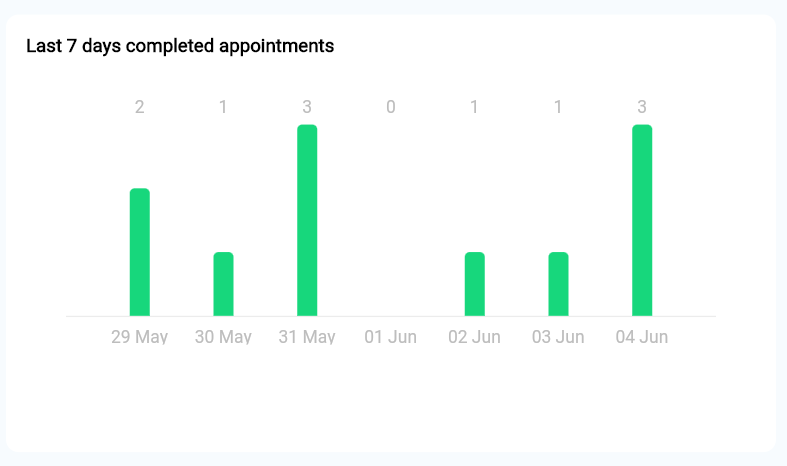 Last 7 days completed appointments
2 1 3 0 1 1 3
29 May 30 May 31 May 01 Jun 02 Jun 03 Jun 04 Jun